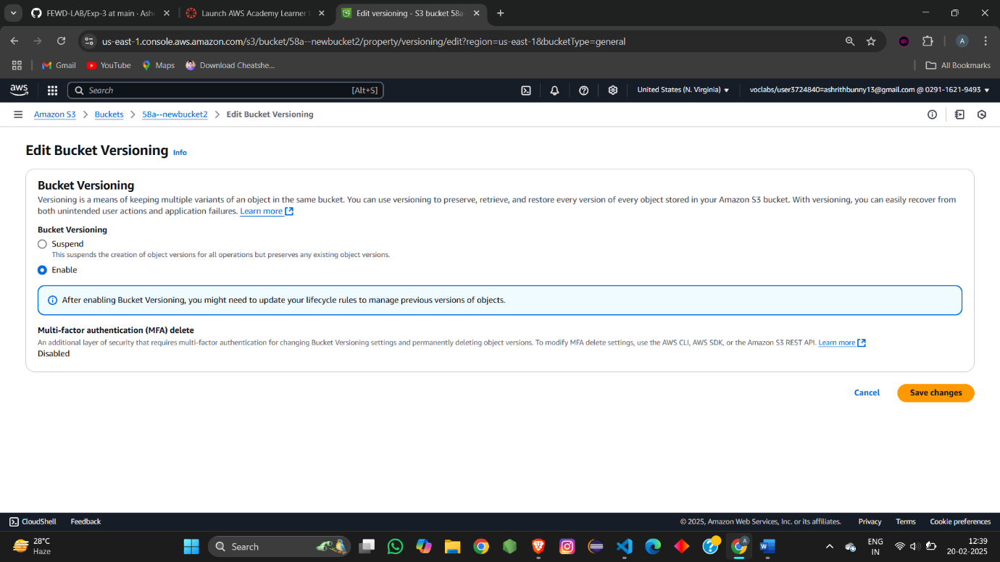 FEWD-LAB/Exp-3 at main · Ash
Launch AWS Academy Learner
Edit versioning - S3 bucket 58a
us-east-1.console.aws.amazon.com/s3/bucket/58a--newbucket2/property/versioning/edit?region=us-east-1&bucketType=general
A
Gmail
YouTube
Maps
Download Cheatshe...
All Bookmarks
aws
Search
[Alt+S]
United States (N. Virginia)
voclabs/user3724840=ashrithbunny13@gmail.com @ 0291-1621-9493
Amazon S3
Buckets
58a--newbucket2
Edit Bucket Versioning
Edit Bucket Versioning
Info
Bucket Versioning
Versioning is a means of keeping multiple variants of an object in the same bucket. You can use versioning to preserve, retrieve, and restore every version of every object stored in your Amazon S3 bucket. With versioning, you can easily recover from
both unintended user actions and application failures. Learn more
Bucket Versioning
Suspend
This suspends the creation of object versions for all operations but preserves any existing object versions.
Enable
After enabling Bucket Versioning, you might need to update your lifecycle rules to manage previous versions of objects.
Multi-factor authentication (MFA) delete
An additional layer of security that requires multi-factor authentication for changing Bucket Versioning settings and permanently deleting object versions. To modify MFA delete settings, use the AWS CLI, AWS SDK, or the Amazon S3 REST API. Learn more
Disabled
Cancel
Save changes
CloudShell
Feedback
© 2025, Amazon Web Services, Inc. or its affiliates.
Privacy
Terms
Cookie preferences
28°C
Haze
Search
ENG
IN
12:39
20-02-2025